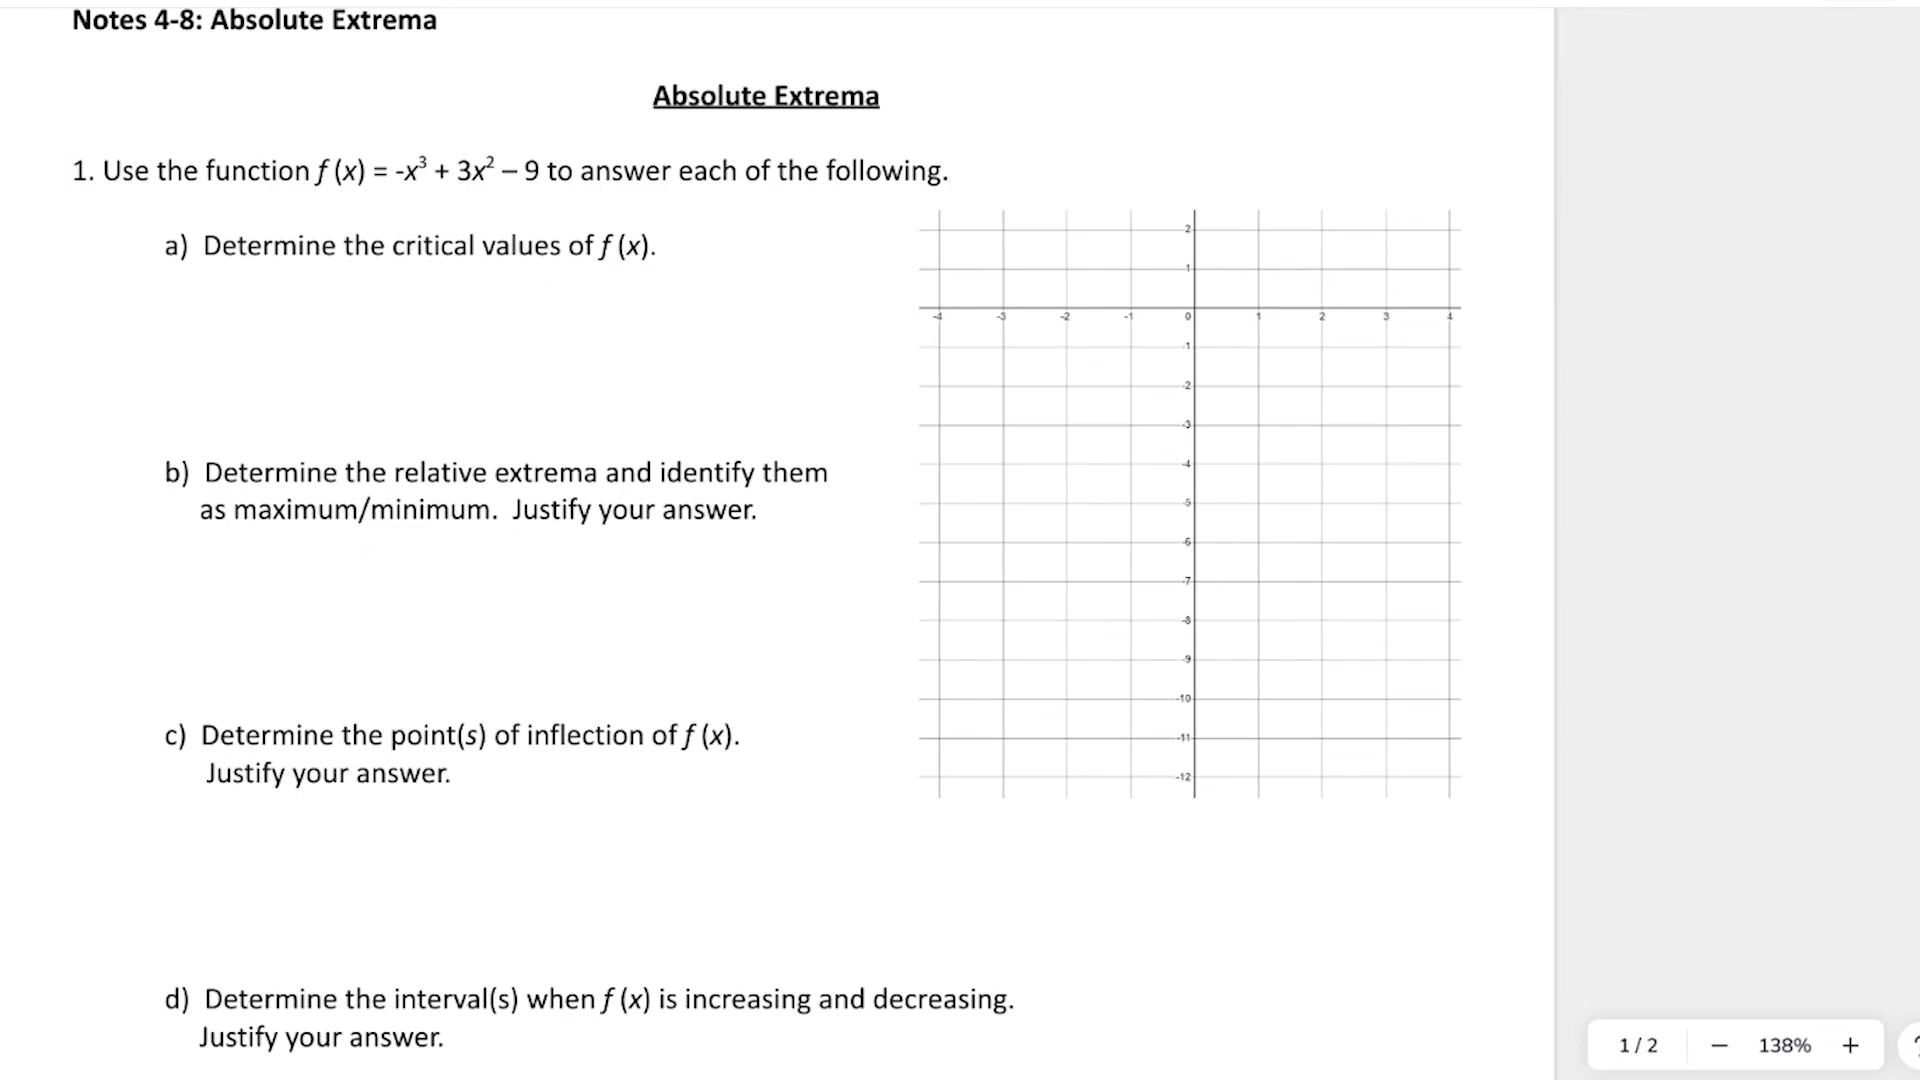 Notes 4-8: Absolute Extrema
Absolute Extrema
1. Use the function f (x) = -x³ + 3x² – 9 to answer each of the following.
a) Determine the critical values of f (x).
b) Determine the relative extrema and identify them
as maximum/minimum. Justify your answer.
c) Determine the point(s) of inflection of f (x).
Justify your answer.
d) Determine the interval(s) when f (x) is increasing and decreasing.
Justify your answer.
2
1
-4 -3 -2 -1 0 1 2 3 4
-1
-2
-3
-4
-5
-6
-7
-8
-9
-10
-11
-12
1 / 2 — 138% +